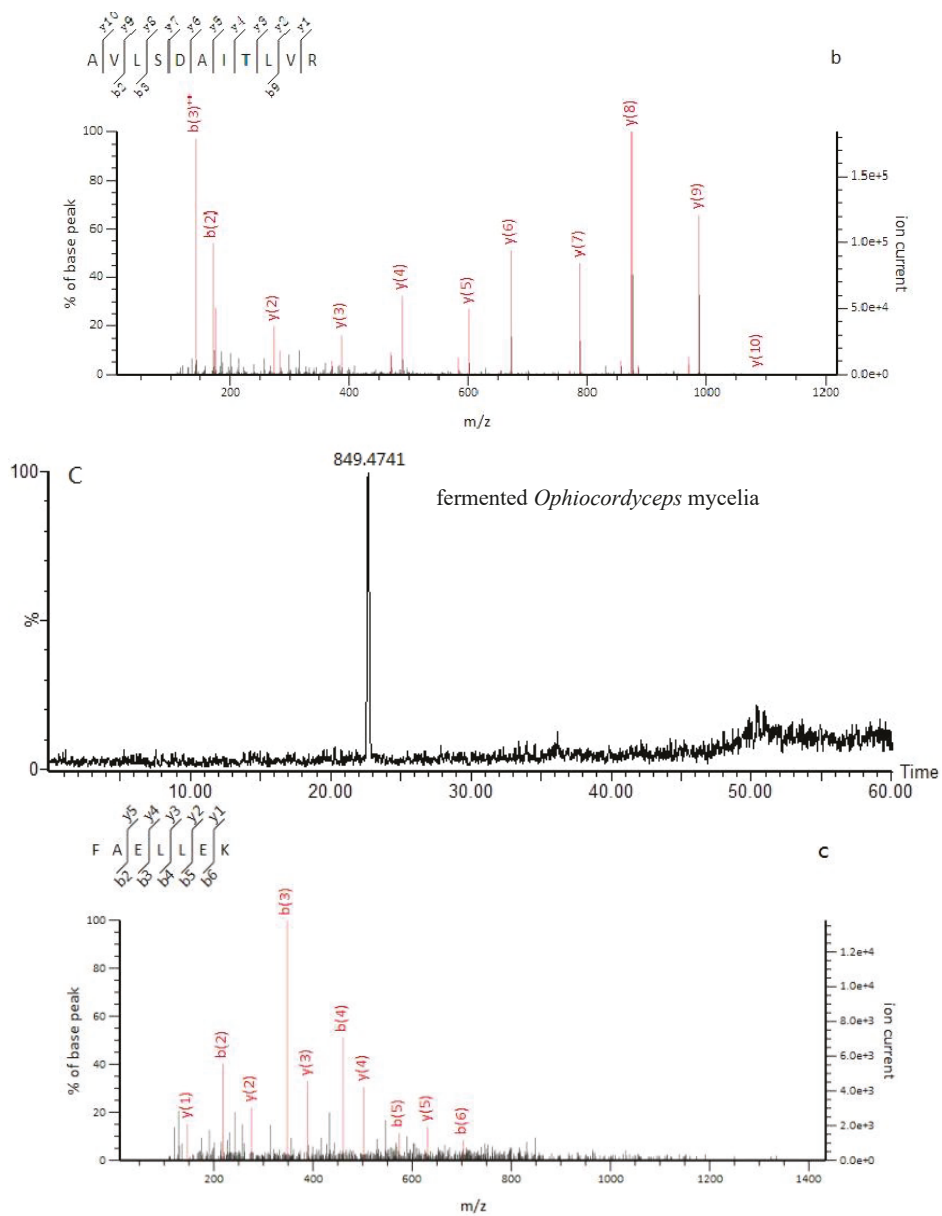 y10 y9 y8 y7 y6 y5 y4 y3 y2 y1
A V L S D A I T L V R
b2 b3 b9
b
b(3)++
b(2)
y(2)
y(3)
y(4)
y(5)
y(6)
y(7)
y(8)
y(9)
y(10)
% of base peak
100
80
60
40
20
0
ion current
1.5e+5
1.0e+5
5.0e+4
0.0e+0
200 400 600 800 1000 1200
m/z
C
849.4741
fermented Ophiocordyceps mycelia
100
%
0
10.00 20.00 30.00 40.00 50.00 60.00
Time
y5 y4 y3 y2 y1
F A E L L E K
b2 b3 b4 b5 b6
c
y(1)
b(2)
y(2)
b(3)
y(3)
b(4)
y(4)
b(5)
y(5)
b(6)
% of base peak
100
80
60
40
20
0
ion current
1.2e+4
1.0e+4
8.0e+3
6.0e+3
4.0e+3
2.0e+3
0.0e+0
200 400 600 800 1000 1200 1400
m/z